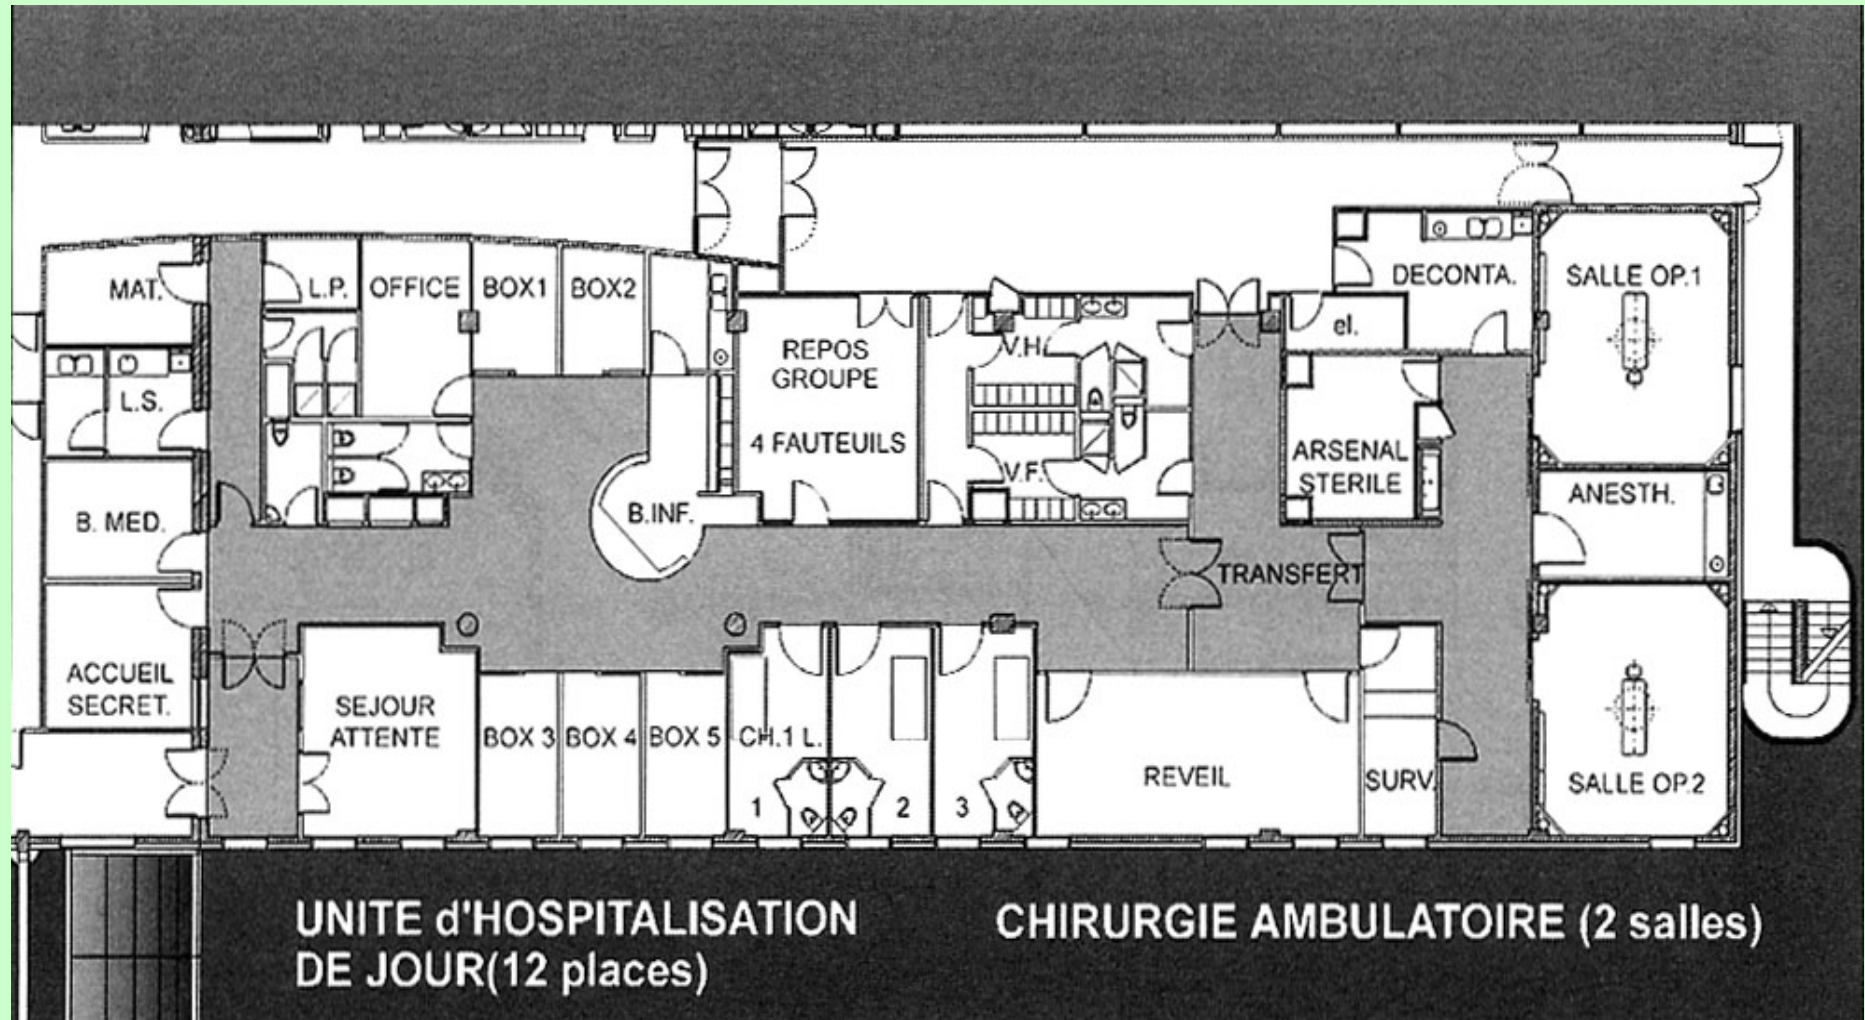 MAT.
L.P.
OFFICE
BOX1
BOX2
L.S.
REPOS
GROUPE
4 FAUTEUILS
V.H.
V.F.
DECONTA.
el.
SALLE OP.1
ARSENAL
STERILE
ANESTH.
B. MED.
B.INF.
TRANSFERT
ACCUEIL
SECRET.
SEJOUR
ATTENTE
BOX 3
BOX 4
BOX 5
CH.1 L.
1
2
3
REVEIL
SURV.
SALLE OP.2
UNITE d'HOSPITALISATION
DE JOUR(12 places)
CHIRURGIE AMBULATOIRE (2 salles)